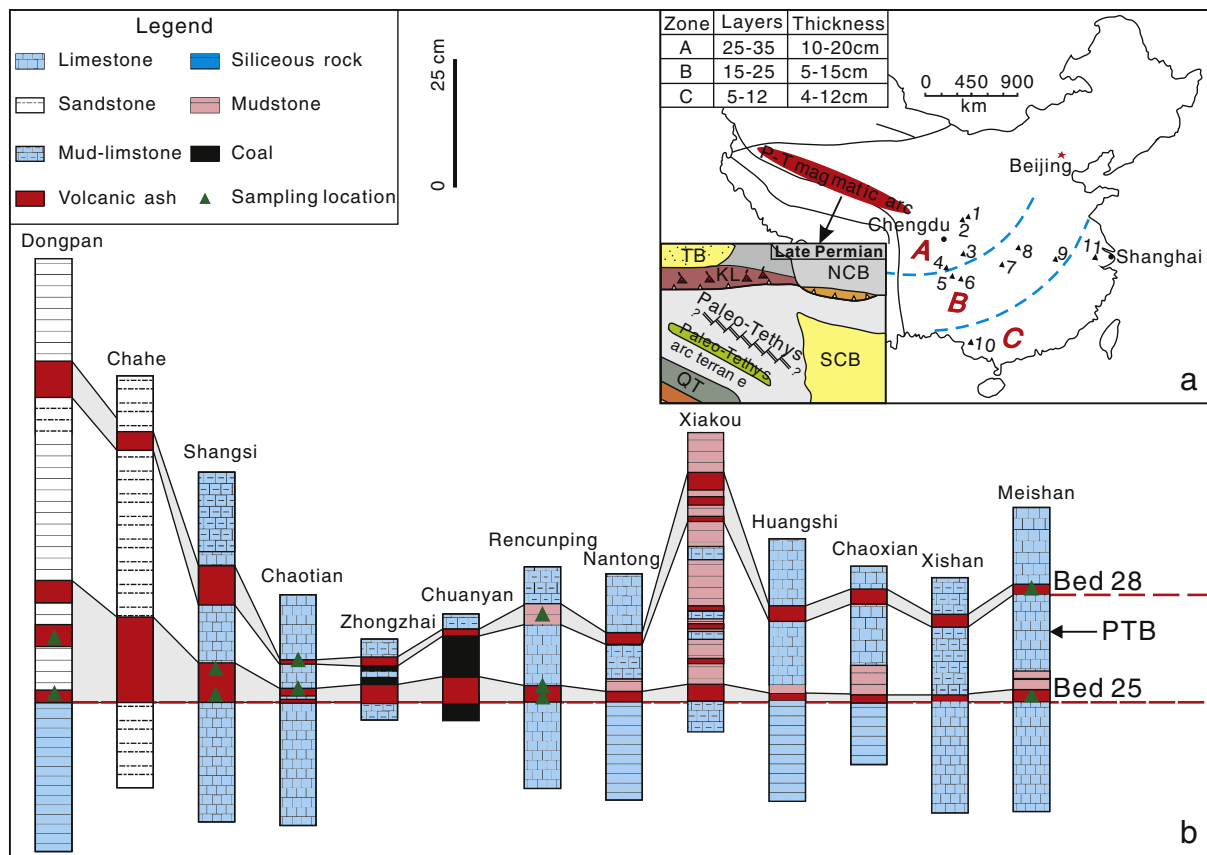 Legend
Limestone
Siliceous rock
Sandstone
Mudstone
Mud-limstone
Coal
Volcanic ash
Sampling location
25 cm
0
Zone Layers Thickness
A 25-35 10-20cm
B 15-25 5-15cm
C 5-12 4-12cm
0 450 900
km
P-T magmatic arc
Beijing
Chengdu
Shanghai
1
2
3
4
5
6
7
8
9
10
11
A
B
C
Late Permian
TB
KL
NCB
Paleo-Tethys
?
?
Paleo-Tethys
arc terran e
SCB
QT
a
Dongpan
Chahe
Shangsi
Chaotian
Zhongzhai
Chuanyan
Rencunping
Nantong
Xiakou
Huangshi
Chaoxian
Xishan
Meishan
Bed 28
PTB
Bed 25
b